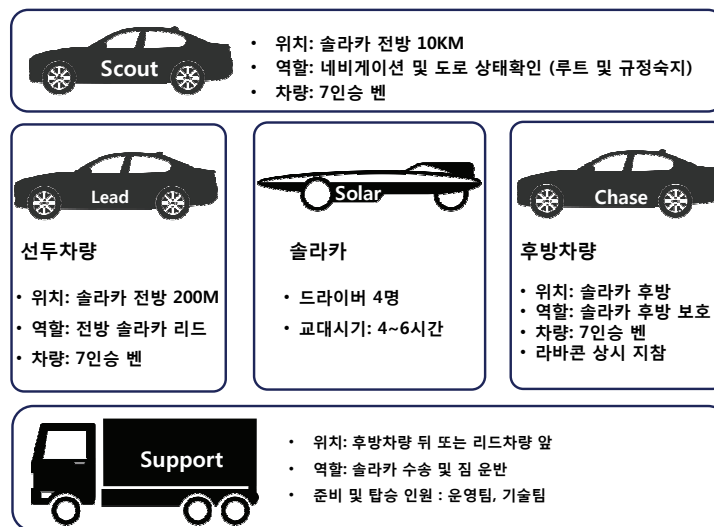 Scout
• 위치: 솔라카 전방 10KM
• 역할: 네비게이션 및 도로 상태확인 (루트 및 규정숙지)
• 차량: 7인승 벤
Lead
선두차량
• 위치: 솔라카 전방 200M
• 역할: 전방 솔라카 리드
• 차량: 7인승 벤
Solar
솔라카
• 드라이버 4명
• 교대시기: 4~6시간
Chase
후방차량
• 위치: 솔라카 후방
• 역할: 솔라카 후방 보호
• 차량: 7인승 벤
• 라바콘 상시 지참
Support
• 위치: 후방차량 뒤 또는 리드차량 앞
• 역할: 솔라카 수송 및 짐 운반
• 준비 및 탑승 인원 : 운영팀, 기술팀